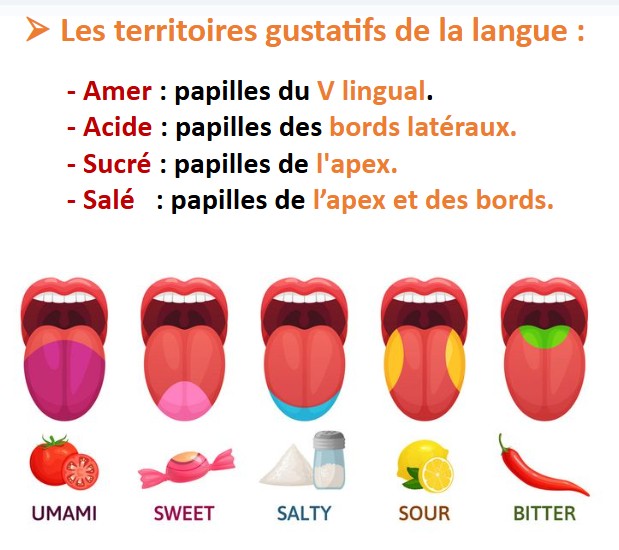 Les territoires gustatifs de la langue :
- Amer : papilles du V lingual.
- Acide : papilles des bords latéraux.
- Sucré : papilles de l'apex.
- Salé : papilles de l’apex et des bords.
UMAMI SWEET SALTY SOUR BITTER